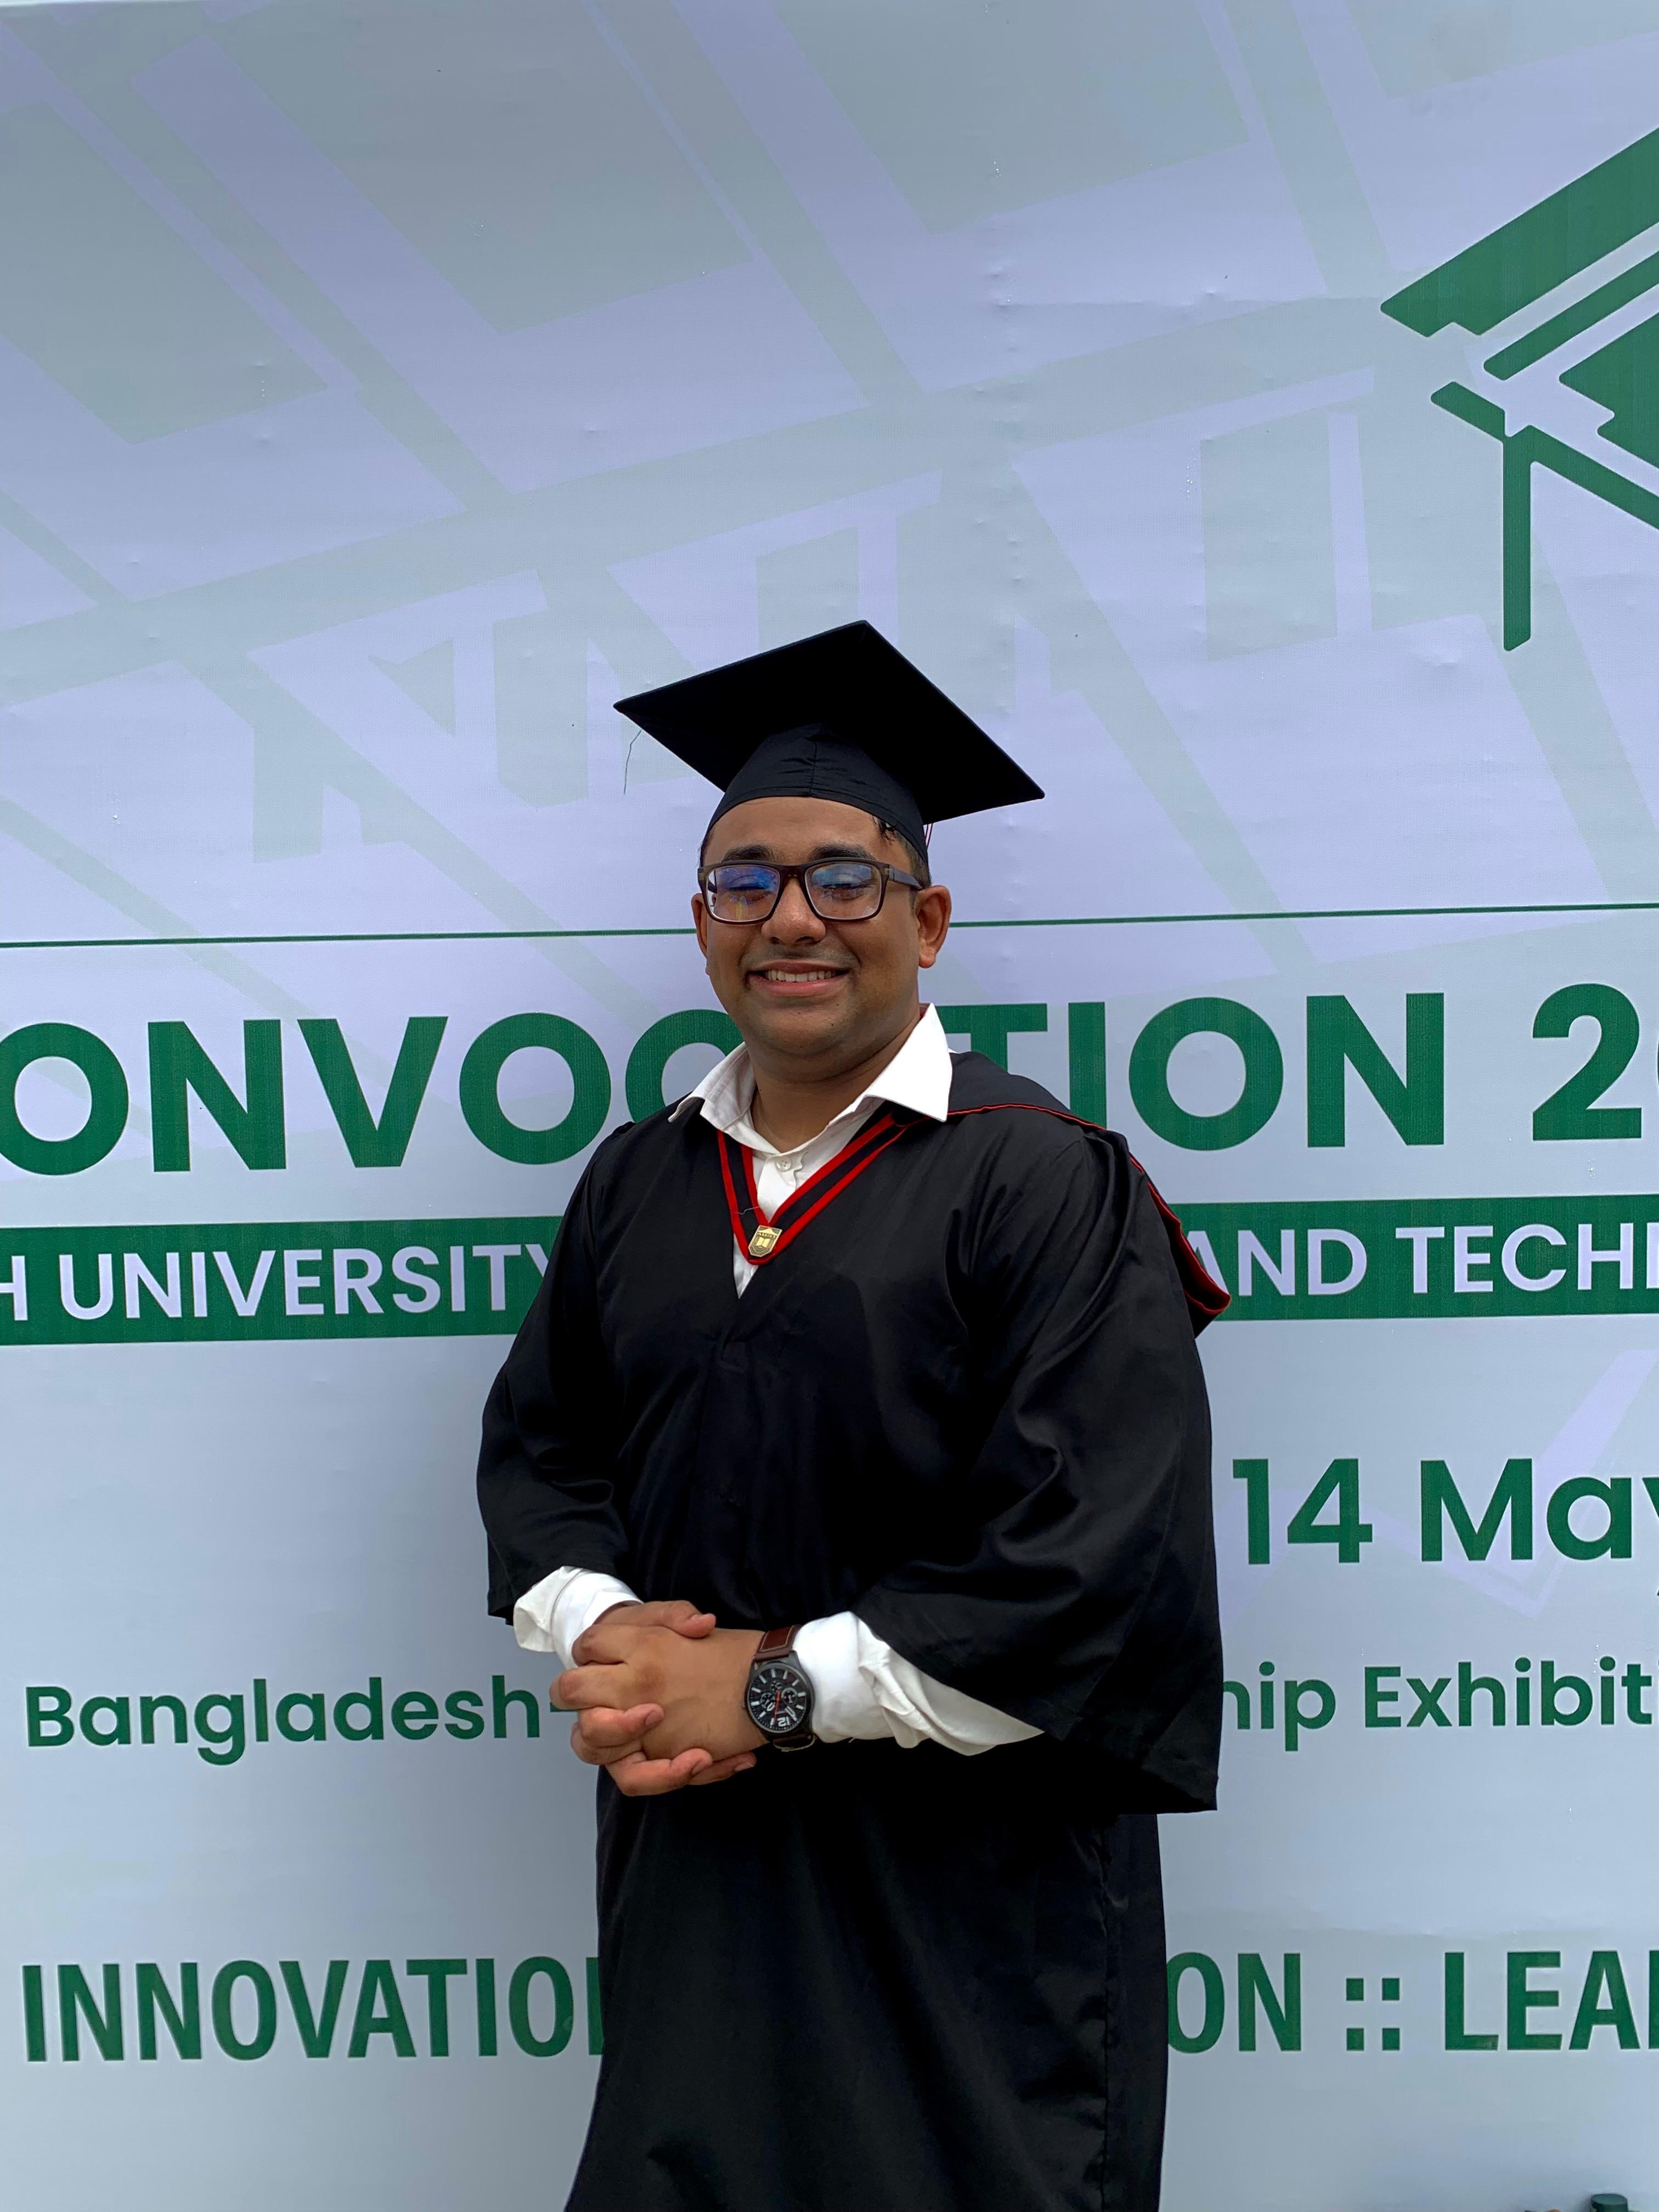 ONVOC TION 2
H UNIVERSITY AND TECH
14 May
Bangladesh- hip Exhibit
INNOVATIO ON :: LEA